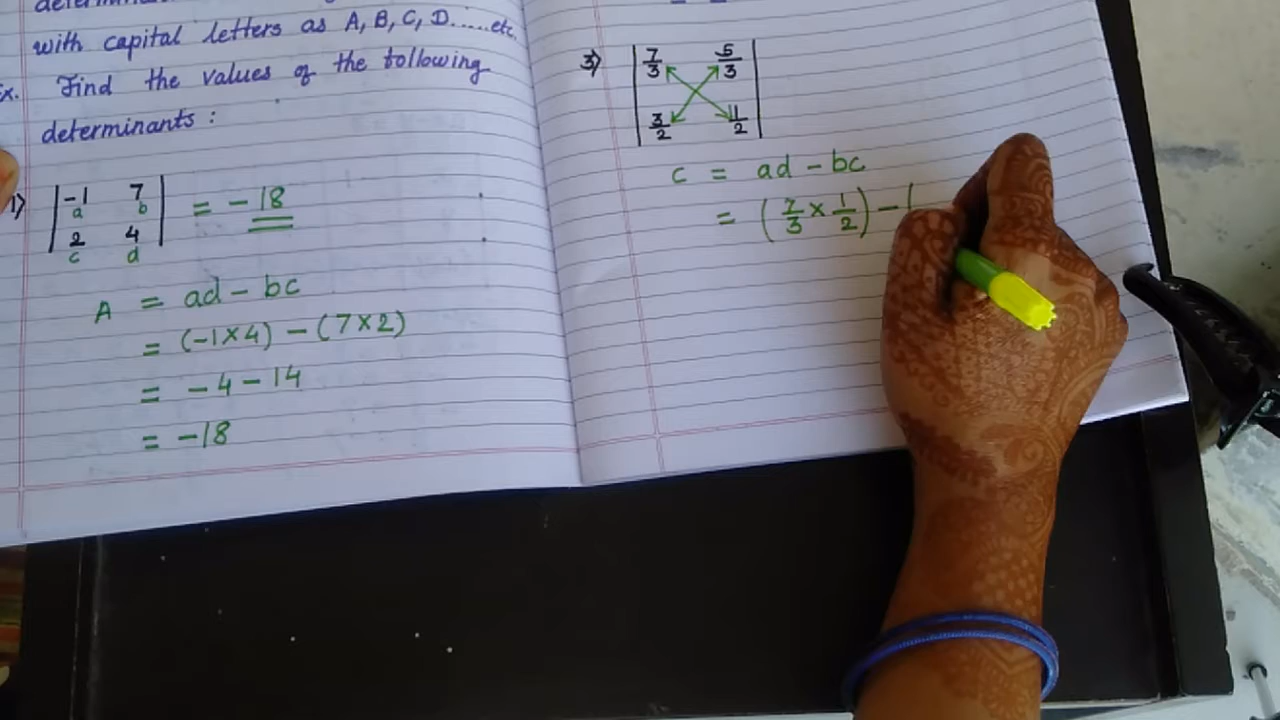 with capital letters as A, B, C, D.....etc.
Ex. Find the values of the following
determinants :
1) | -1 7 | = -18
a b
| 2 4 |
c d
A = ad - bc
= (-1×4) - (7×2)
= -4 - 14
= -18
3) | 7/3 5/3 |
| 3/2 1/2 |
C = ad - bc
= (7/3 × 1/2) - (